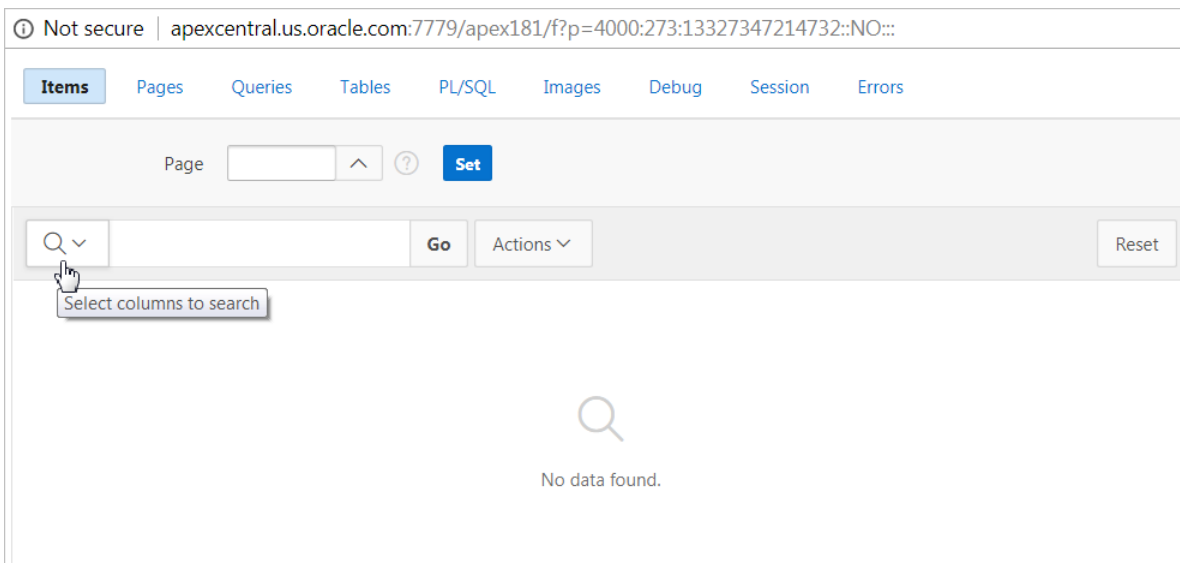 Not secure | apexcentral.us.oracle.com:7779/apex181/f?p=4000:273:13327347214732::NO:::
Items Pages Queries Tables PL/SQL Images Debug Session Errors
Page ? Set
Go Actions Reset
Select columns to search
No data found.